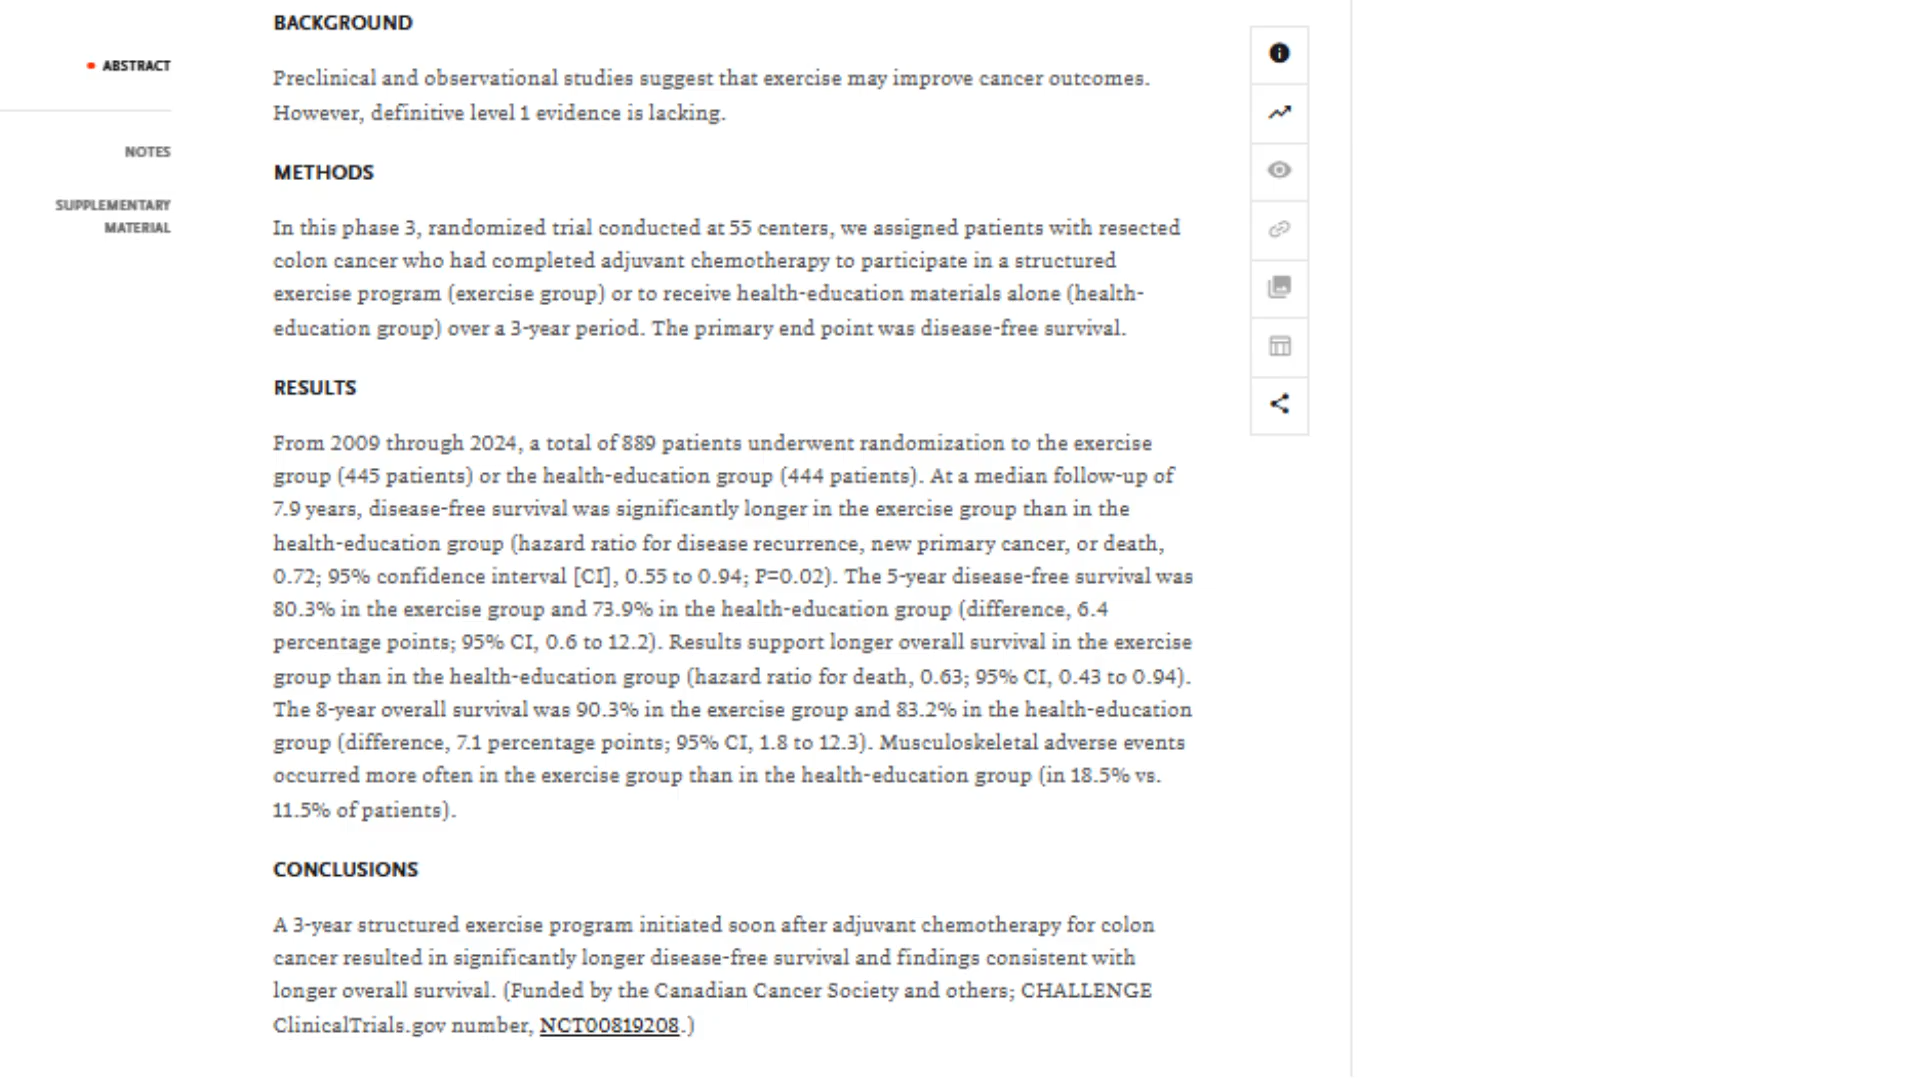 ABSTRACT
NOTES
SUPPLEMENTARY
MATERIAL
BACKGROUND
Preclinical and observational studies suggest that exercise may improve cancer outcomes.
However, definitive level 1 evidence is lacking.
METHODS
In this phase 3, randomized trial conducted at 55 centers, we assigned patients with resected
colon cancer who had completed adjuvant chemotherapy to participate in a structured
exercise program (exercise group) or to receive health-education materials alone (health-
education group) over a 3-year period. The primary end point was disease-free survival.
RESULTS
From 2009 through 2024, a total of 889 patients underwent randomization to the exercise
group (445 patients) or the health-education group (444 patients). At a median follow-up of
7.9 years, disease-free survival was significantly longer in the exercise group than in the
health-education group (hazard ratio for disease recurrence, new primary cancer, or death,
0.72; 95% confidence interval [CI], 0.55 to 0.94; P=0.02). The 5-year disease-free survival was
80.3% in the exercise group and 73.9% in the health-education group (difference, 6.4
percentage points; 95% CI, 0.6 to 12.2). Results support longer overall survival in the exercise
group than in the health-education group (hazard ratio for death, 0.63; 95% CI, 0.43 to 0.94).
The 8-year overall survival was 90.3% in the exercise group and 83.2% in the health-education
group (difference, 7.1 percentage points; 95% CI, 1.8 to 12.3). Musculoskeletal adverse events
occurred more often in the exercise group than in the health-education group (in 18.5% vs.
11.5% of patients).
CONCLUSIONS
A 3-year structured exercise program initiated soon after adjuvant chemotherapy for colon
cancer resulted in significantly longer disease-free survival and findings consistent with
longer overall survival. (Funded by the Canadian Cancer Society and others; CHALLENGE
ClinicalTrials.gov number, NCT00819208.)